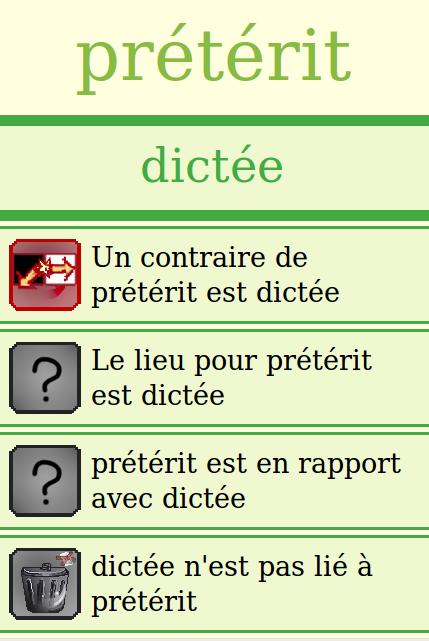 prétérit
dictée
Un contraire de
prétérit est dictée
?
Le lieu pour prétérit
est dictée
?
prétérit est en rapport
avec dictée
dictée n'est pas lié à
prétérit